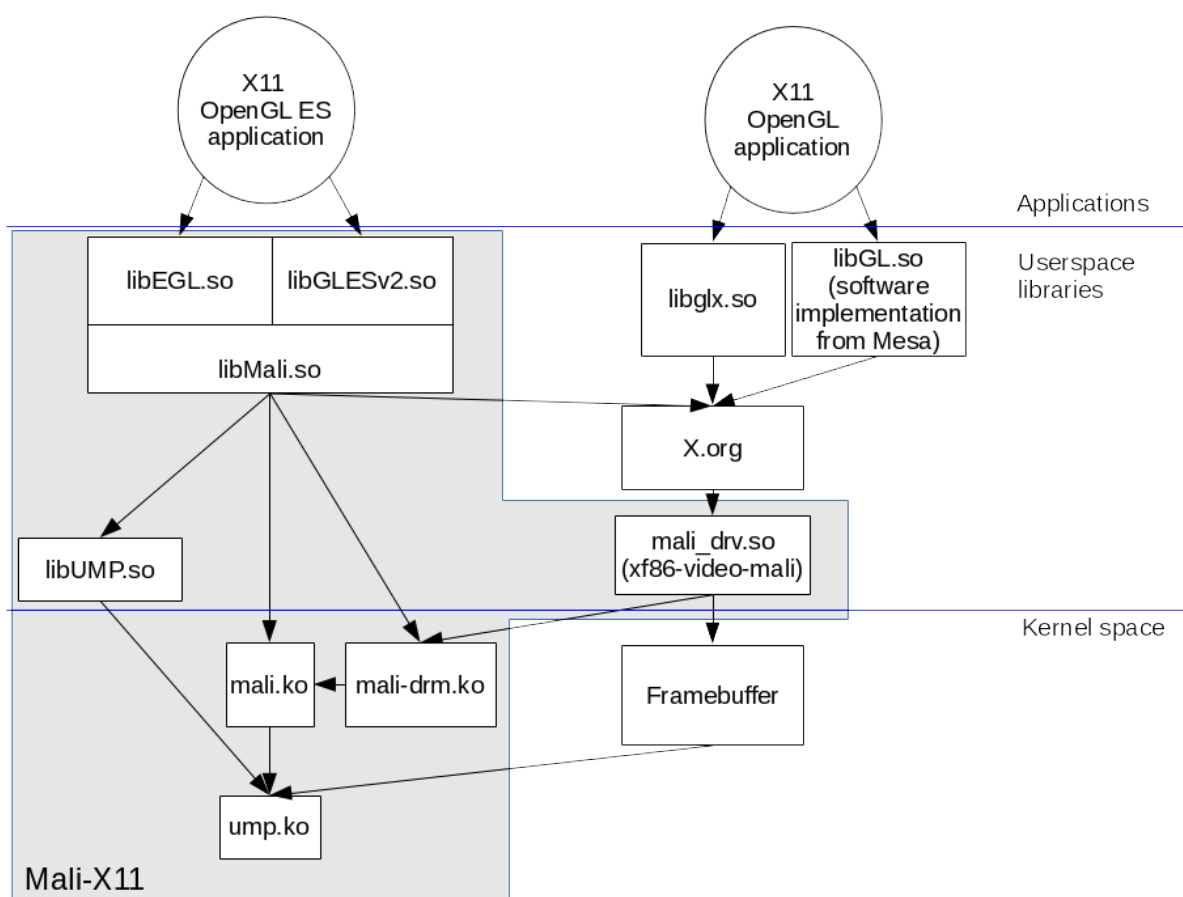 X11
OpenGL ES
application
X11
OpenGL
application
Applications
libEGL.so
libGLESv2.so
libMali.so
libglx.so
libGL.so
(software
implementation
from Mesa)
Userspace
libraries
X.org
libUMP.so
mali_drv.so
(xf86-video-mali)
Kernel space
mali.ko
mali-drm.ko
Framebuffer
ump.ko
Mali-X11